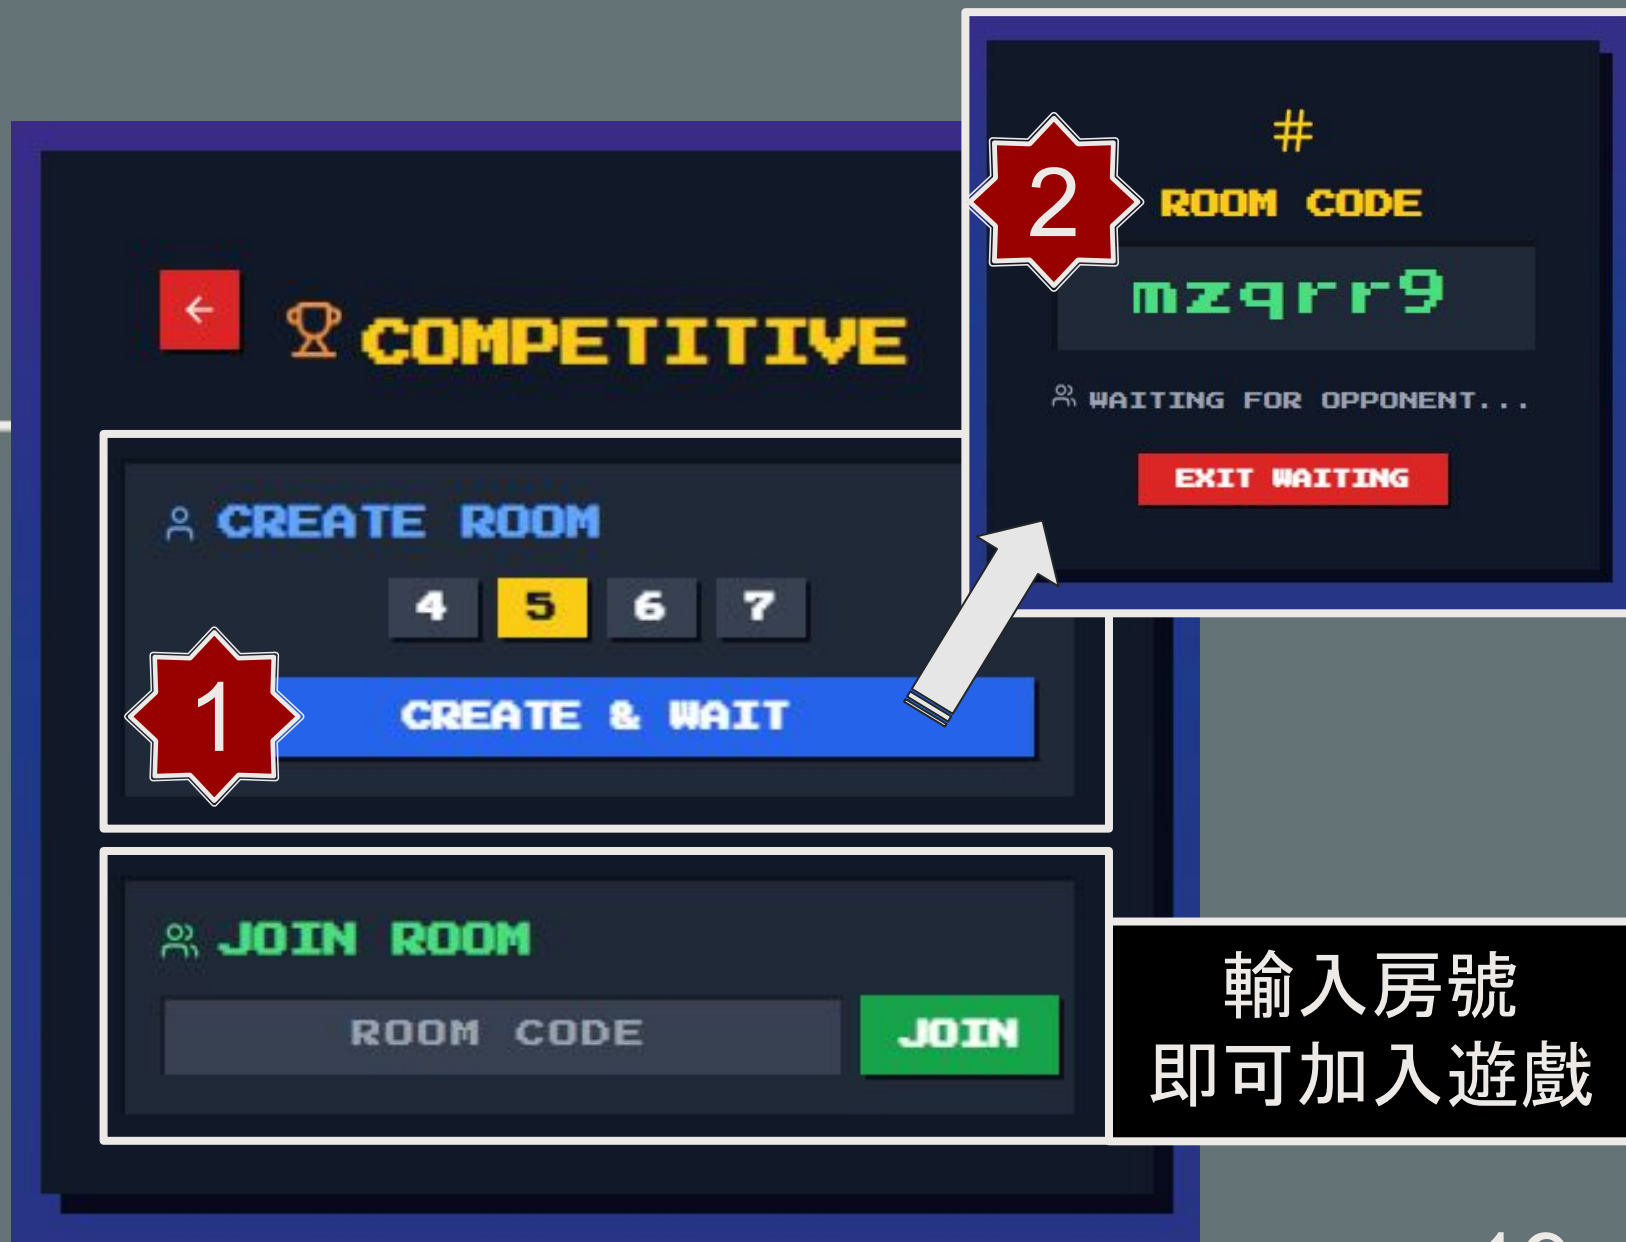 COMPETITIVE
CREATE ROOM
4 5 6 7
1
CREATE & WAIT
#
2
ROOM CODE
mzqrr9
WAITING FOR OPPONENT...
EXIT WAITING
JOIN ROOM
ROOM CODE
JOIN
輸入房號
即可加入遊戲